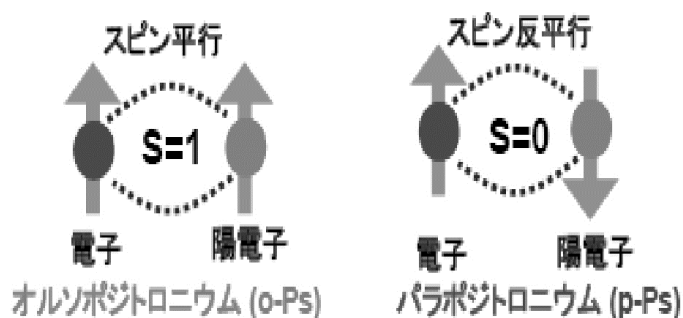 スピン平行
スピン反平行
S=1
S=0
電子
陽電子
電子
陽電子
オルソポジトロニウム (o-Ps)
パラポジトロニウム (p-Ps)